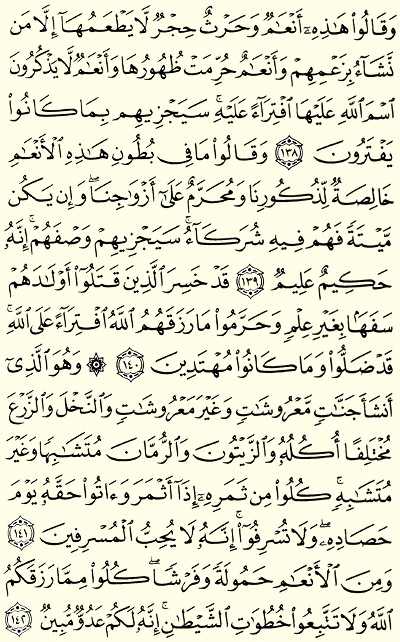 وَقَالُوا۟ هَـٰذِهِۦٓ أَنْعَـٰمٌ وَحَرْثٌ حِجْرٌ لَّا يَطْعَمُهَآ إِلَّا مَن
نَّشَآءُ بِزَعْمِهِمْ وَأَنْعَـٰمٌ حُرِّمَتْ ظُهُورُهَا وَأَنْعَـٰمٌ لَّا يَذْكُرُونَ
ٱسْمَ ٱللَّهِ عَلَيْهَا ٱفْتِرَآءً عَلَيْهِ ۚ سَيَجْزِيهِم بِمَا كَانُوا۟
يَفْتَرُونَ ١٣٨ وَقَالُوا۟ مَا فِى بُطُونِ هَـٰذِهِ ٱلْأَنْعَـٰمِ
خَالِصَةٌ لِّذُكُورِنَا وَمُحَرَّمٌ عَلَىٰٓ أَزْوَٰجِنَا ۖ وَإِن يَكُن
مَّيْتَةً فَهُمْ فِيهِ شُرَكَآءُ ۚ سَيَجْزِيهِمْ وَصْفَهُمْ ۚ إِنَّهُۥ
حَكِيمٌ عَلِيمٌ ١٣٩ قَدْ خَسِرَ ٱلَّذِينَ قَتَلُوٓا۟ أَوْلَـٰدَهُمْ
سَفَهًۢا بِغَيْرِ عِلْمٍ وَحَرَّمُوا۟ مَا رَزَقَهُمُ ٱللَّهُ ٱفْتِرَآءً عَلَى ٱللَّهِ ۚ
قَدْ ضَلُّوا۟ وَمَا كَانُوا۟ مُهْتَدِينَ ١٤٠ ۞ وَهُوَ ٱلَّذِىٓ
أَنشَأَ جَنَّـٰتٍ مَّعْرُوشَـٰتٍ وَغَيْرَ مَعْرُوشَـٰتٍ وَٱلنَّخْلَ وَٱلزَّرْعَ
مُخْتَلِفًا أُكُلُهُۥ وَٱلزَّيْتُونَ وَٱلرُّمَّانَ مُتَشَـٰبِهًا وَغَيْرَ
مُتَشَـٰبِهٍ ۚ كُلُوا۟ مِن ثَمَرِهِۦٓ إِذَآ أَثْمَرَ وَءَاتُوا۟ حَقَّهُۥ يَوْمَ
حَصَادِهِۦ ۖ وَلَا تُسْرِفُوٓا۟ ۚ إِنَّهُۥ لَا يُحِبُّ ٱلْمُسْرِفِينَ ١٤١
وَمِنَ ٱلْأَنْعَـٰمِ حَمُولَةً وَفَرْشًا ۚ كُلُوا۟ مِمَّا رَزَقَكُمُ
ٱللَّهُ وَلَا تَتَّبِعُوا۟ خُطُوَٰتِ ٱلشَّيْطَـٰنِ ۚ إِنَّهُۥ لَكُمْ عَدُوٌّ مُّبِينٌ ١٤٢